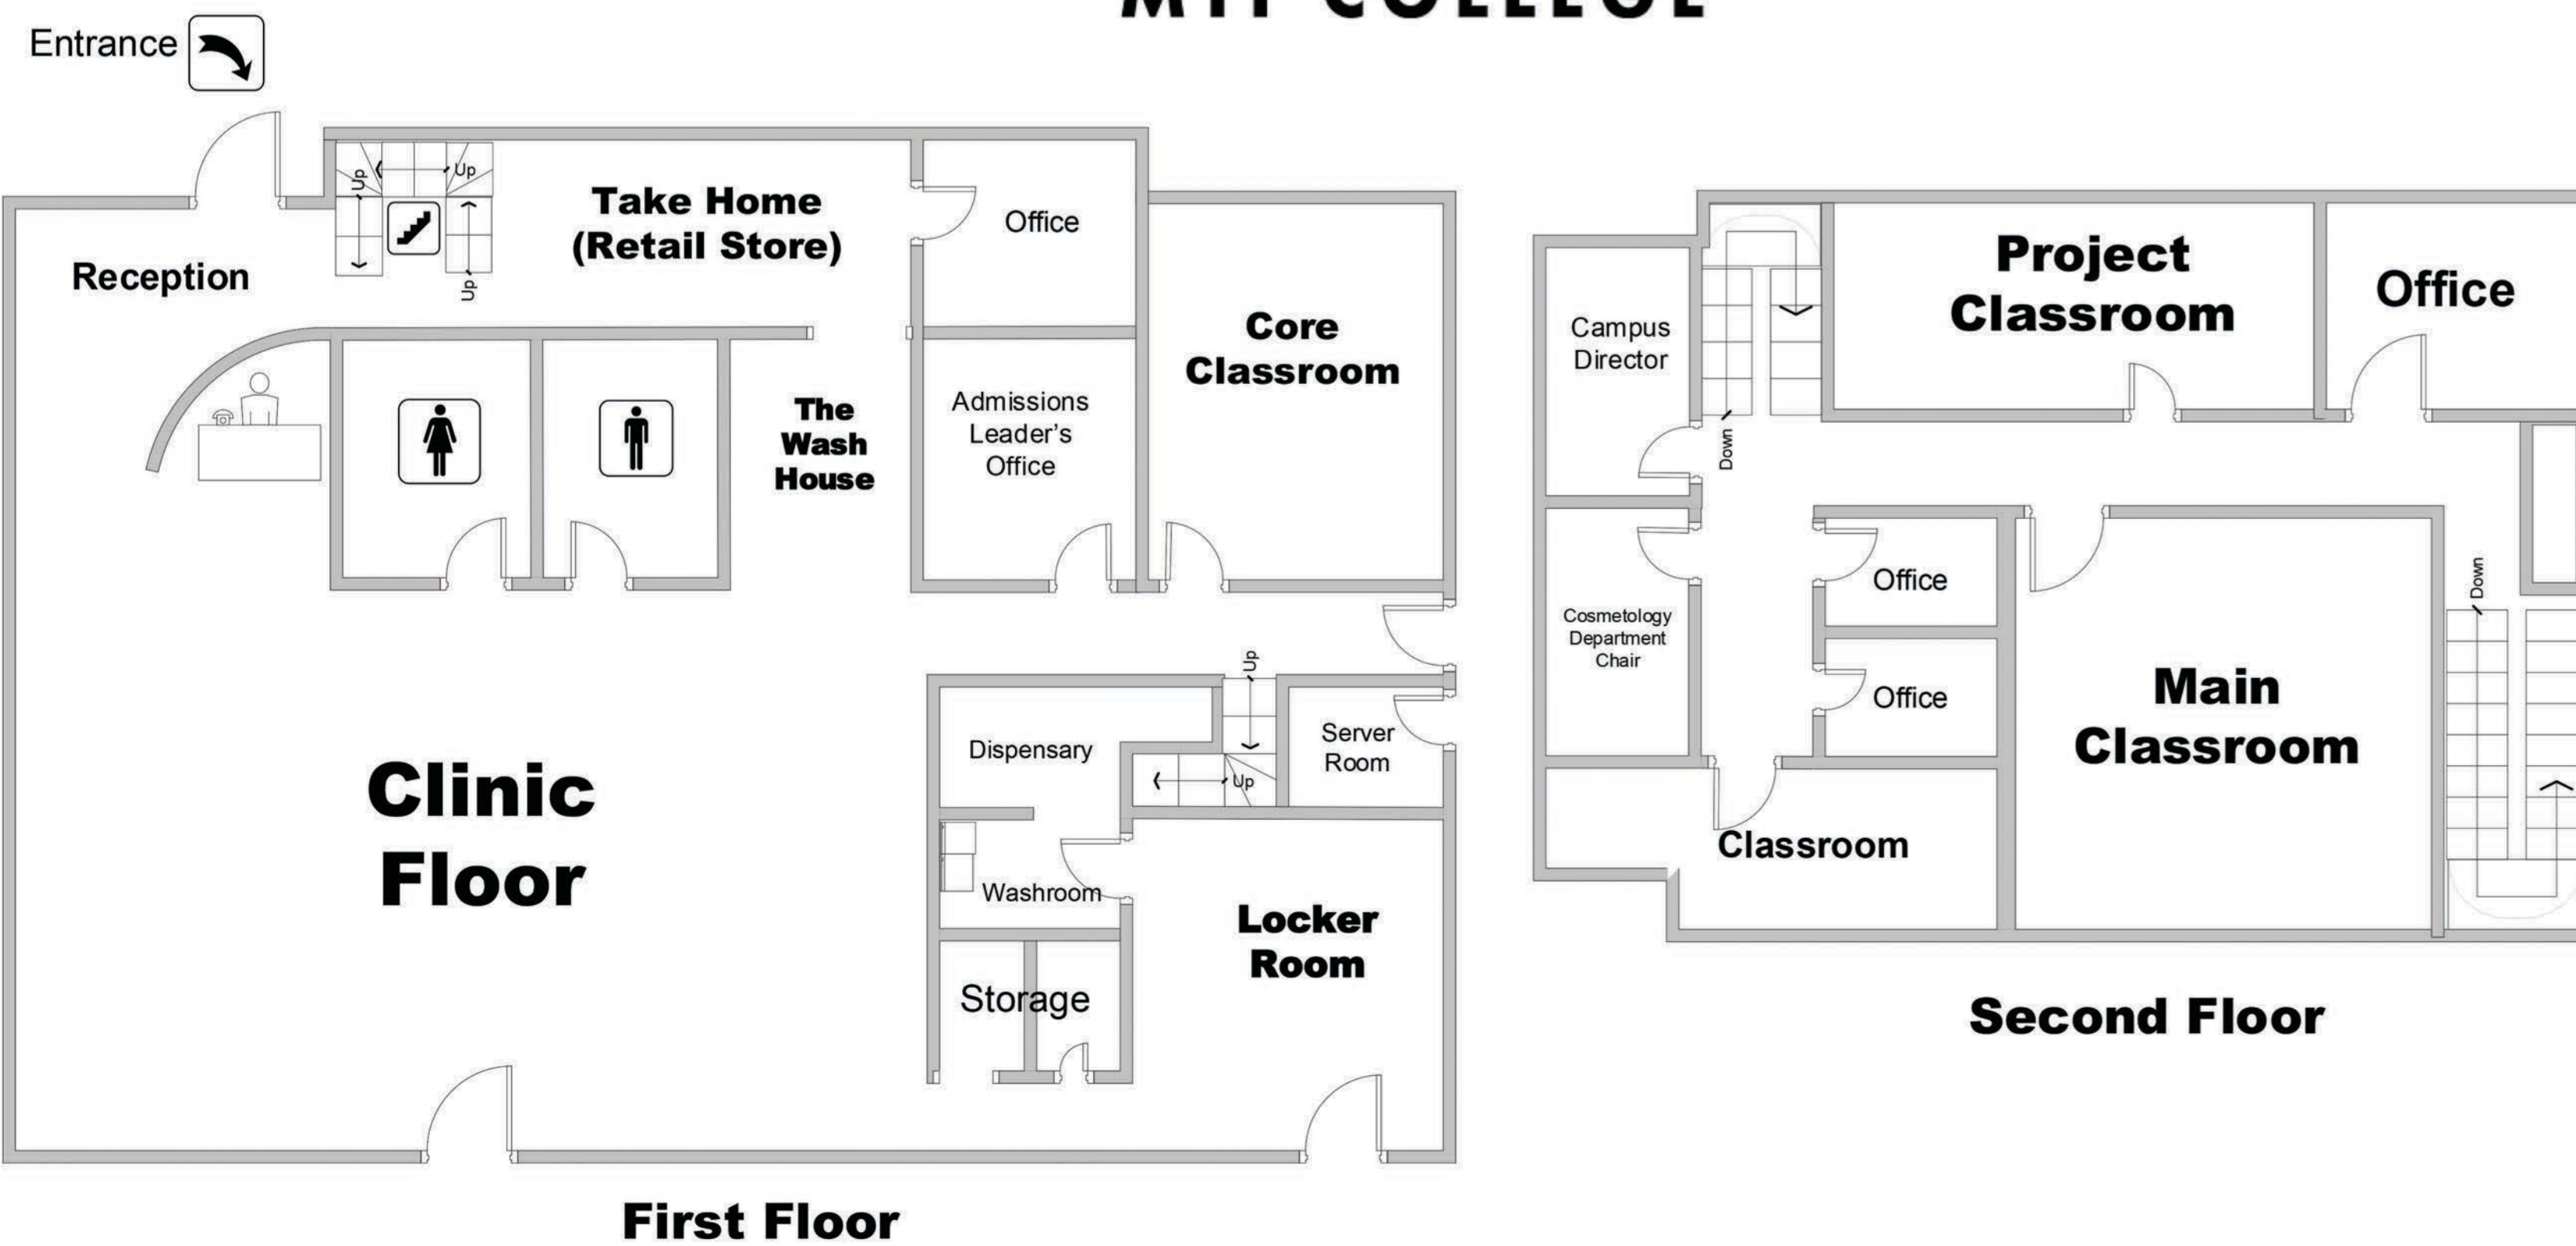 Entrance
Up
Up
Up
Take Home
(Retail Store)
Office
Reception
Core
Classroom
Admissions
Leader's
Office
The
Wash
House
Up
Dispensary
Up
Server
Room
Clinic
Floor
Washroom
Locker
Room
Storage
First Floor
Project
Classroom
Office
Campus
Director
Down
Office
Down
Cosmetology
Department
Chair
Office
Main
Classroom
Classroom
Second Floor